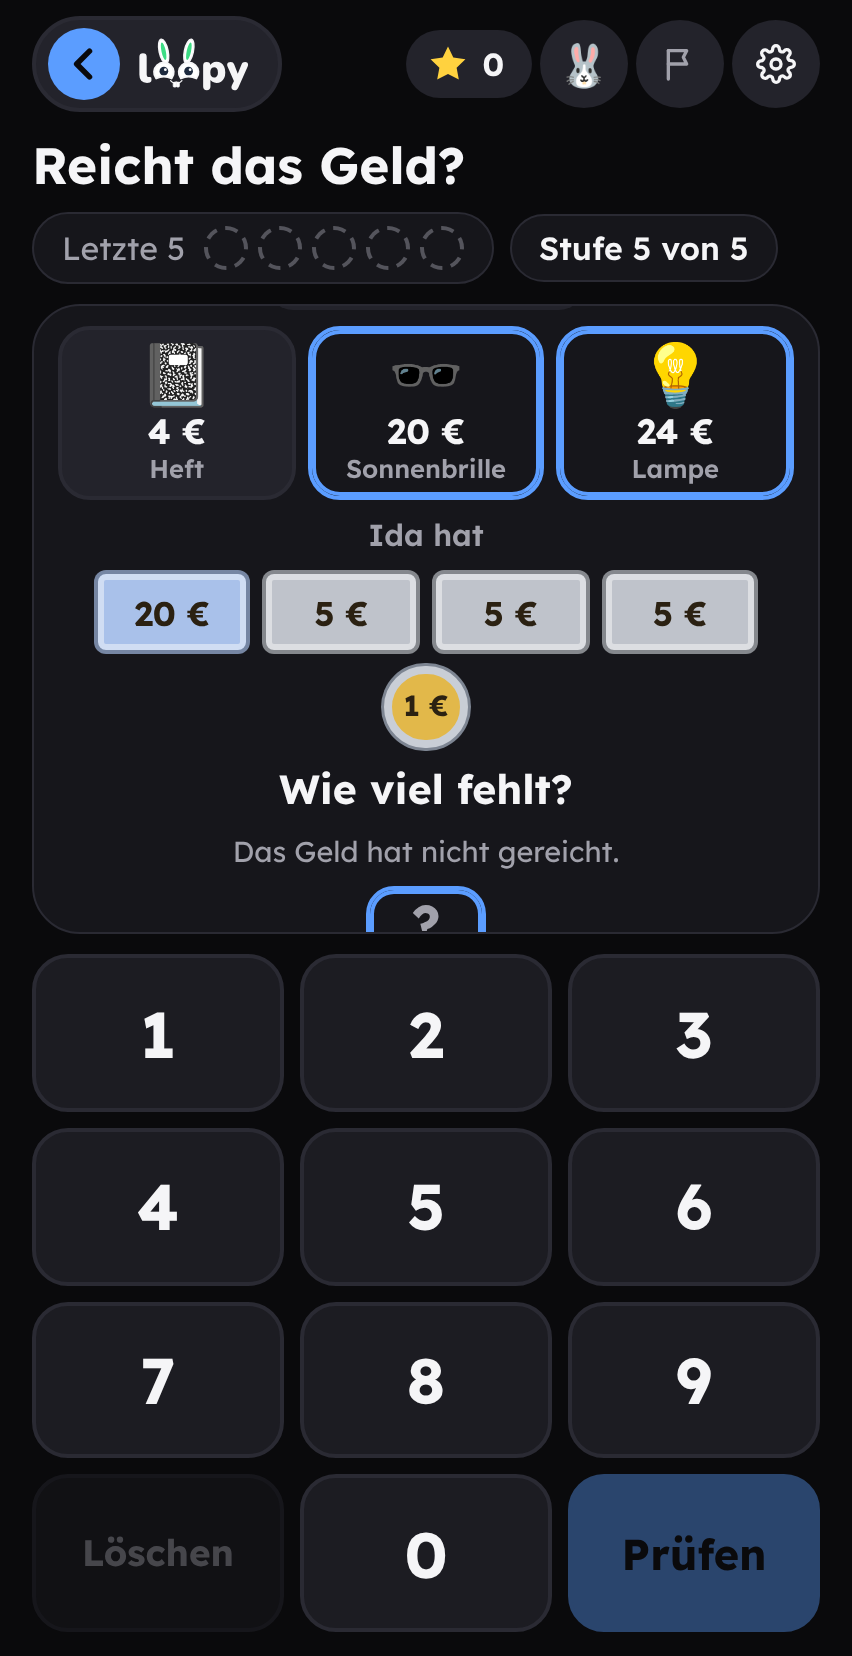 loopy
0
Reicht das Geld?
Letzte 5
Stufe 5 von 5
4 € 20 € 24 €
Heft Sonnenbrille Lampe
Ida hat
20 € 5 € 5 € 5 €
1 €
Wie viel fehlt?
Das Geld hat nicht gereicht.
?
1 2 3
4 5 6
7 8 9
Löschen 0 Prüfen